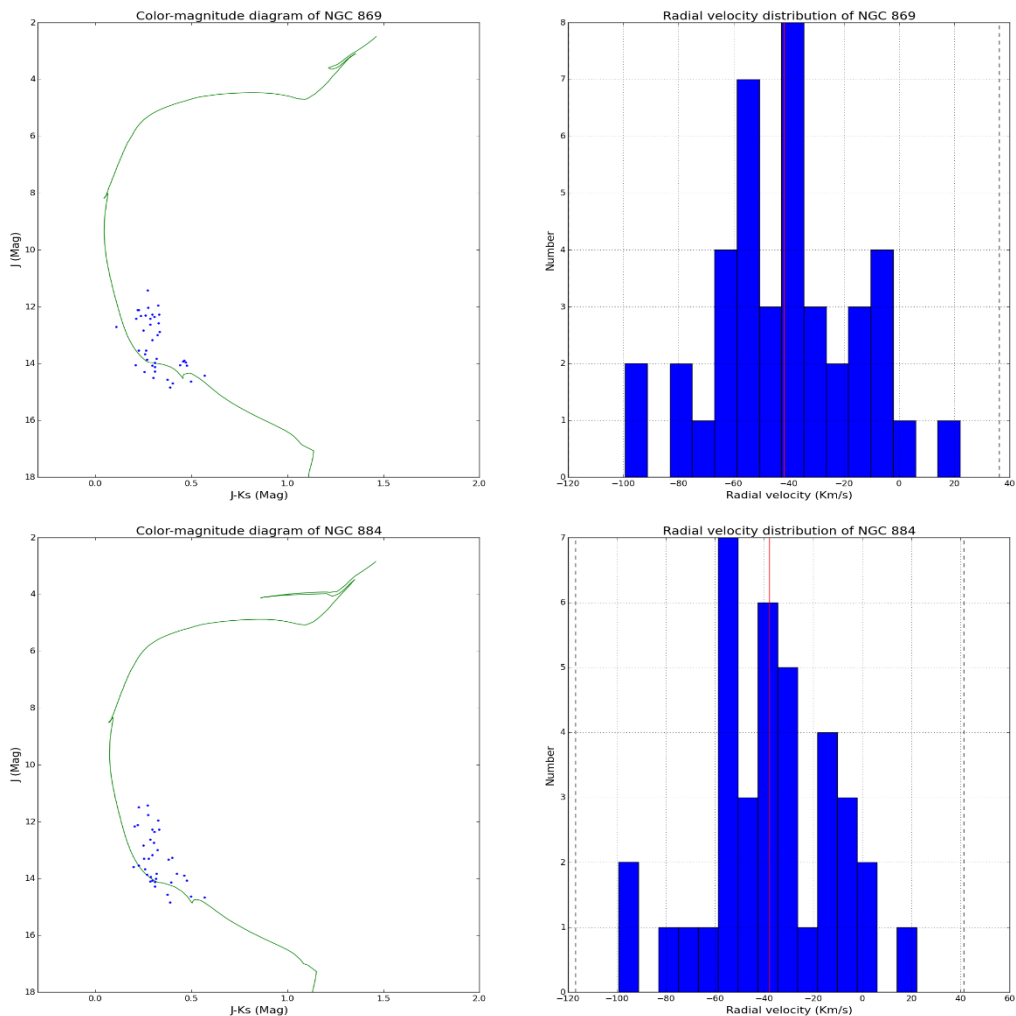 Color-magnitude diagram of NGC 869
2
4
6
8
10
12
14
16
18
J (Mag)
0.0 0.5 1.0 1.5 2.0
J-Ks (Mag)
Radial velocity distribution of NGC 869
8
7
6
5
4
3
2
1
0
Number
−120 −100 −80 −60 −40 −20 0 20 40
Radial velocity (Km/s)
Color-magnitude diagram of NGC 884
2
4
6
8
10
12
14
16
18
J (Mag)
0.0 0.5 1.0 1.5 2.0
J-Ks (Mag)
Radial velocity distribution of NGC 884
7
6
5
4
3
2
1
0
Number
−120 −100 −80 −60 −40 −20 0 20 40 60
Radial velocity (Km/s)